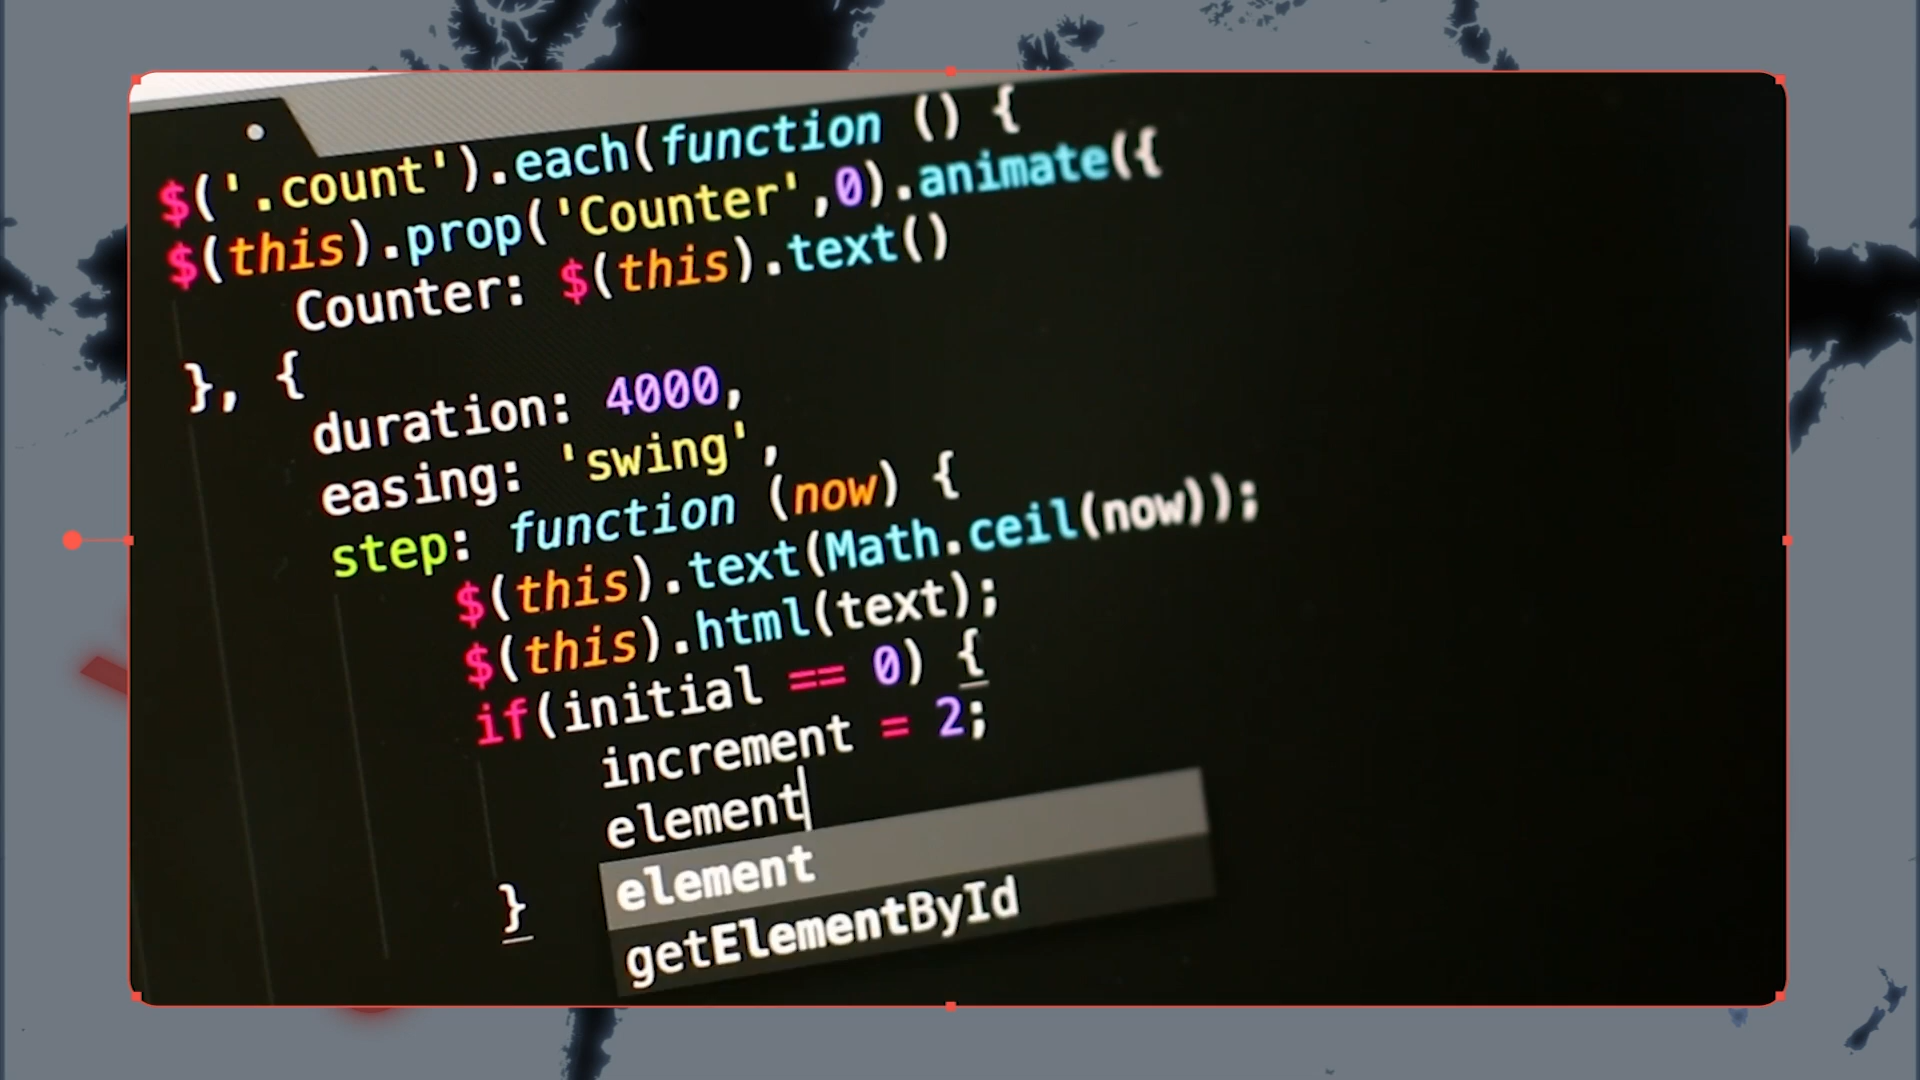 $('.count').each(function () {
$(this).prop('Counter',0).animate({
Counter: $(this).text()
}, {
duration: 4000,
easing: 'swing',
step: function (now) {
$(this).text(Math.ceil(now));
$(this).html(text);
if(initial == 0) {
increment = 2;
element
element
getElementById
}